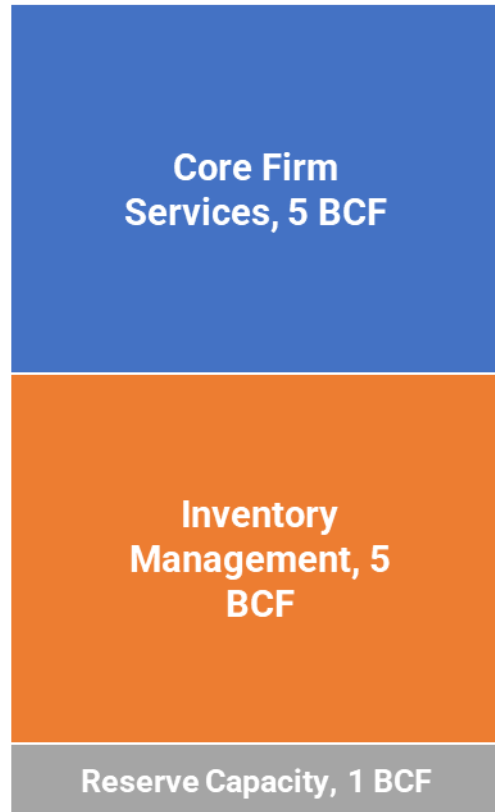 Core Firm
Services, 5 BCF
Inventory
Management, 5
BCF
Reserve Capacity, 1 BCF